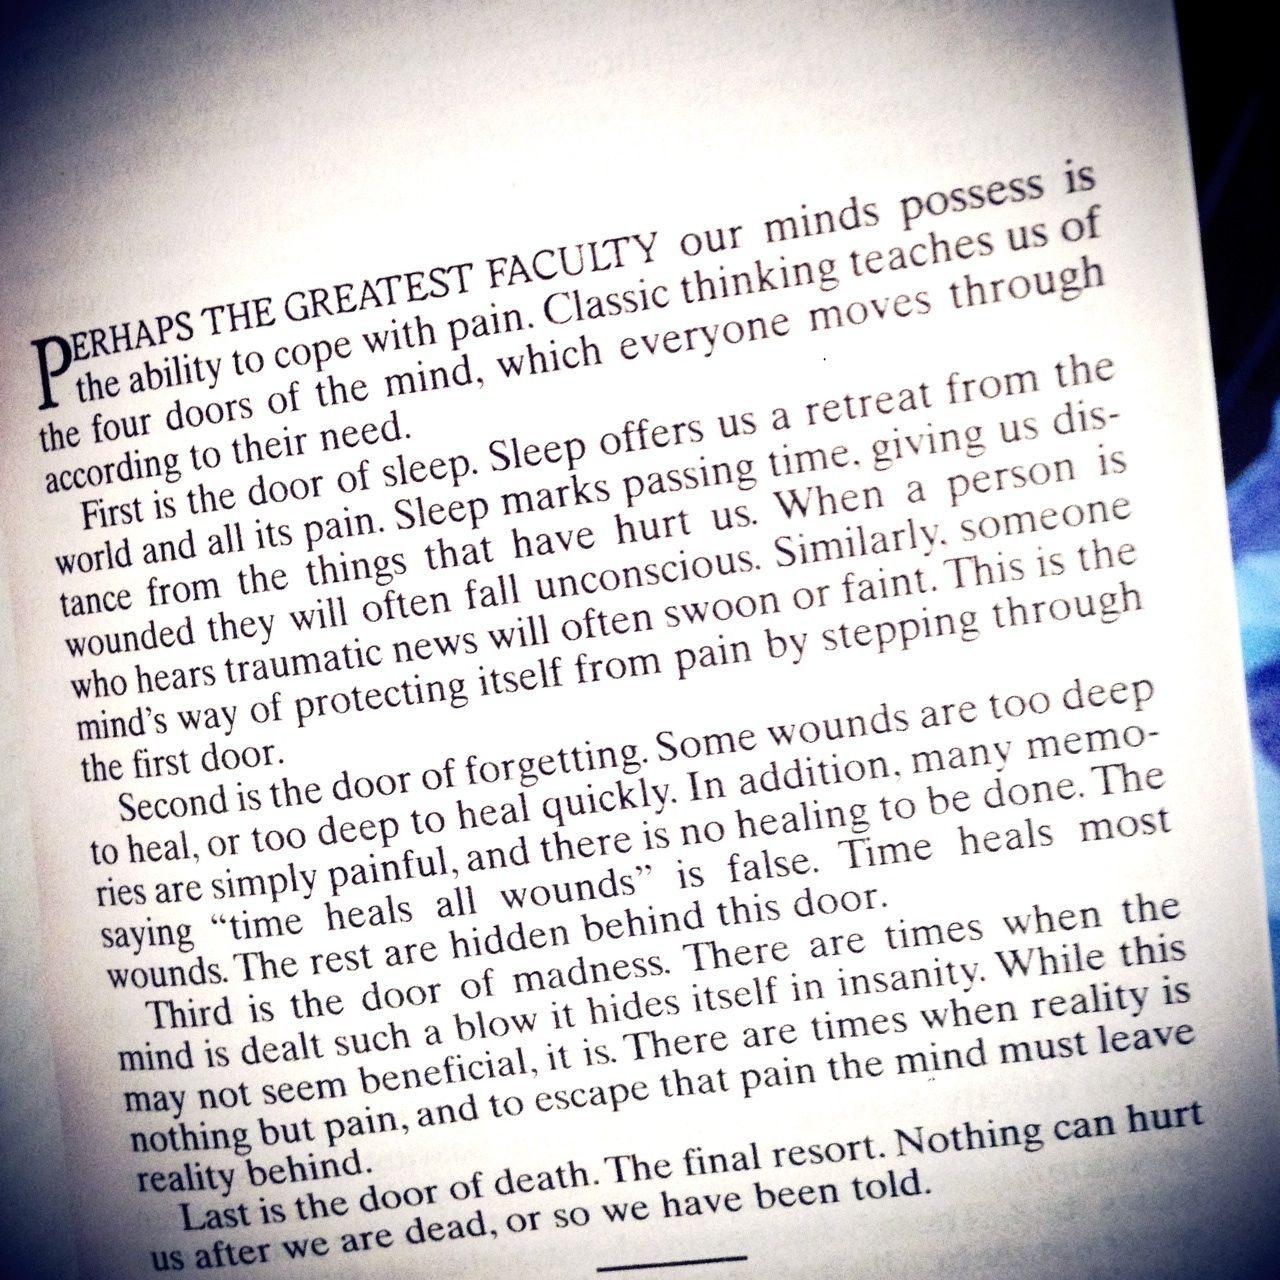 PERHAPS THE GREATEST FACULTY our minds possess is
the ability to cope with pain. Classic thinking teaches us of
the four doors of the mind, which everyone moves through
according to their need.
First is the door of sleep. Sleep offers us a retreat from the
world and all its pain. Sleep marks passing time, giving us dis-
tance from the things that have hurt us. When a person is
wounded they will often fall unconscious. Similarly, someone
who hears traumatic news will often swoon or faint. This is the
mind's way of protecting itself from pain by stepping through
the first door.
Second is the door of forgetting. Some wounds are too deep
to heal, or too deep to heal quickly. In addition, many memo-
ries are simply painful, and there is no healing to be done. The
saying “time heals all wounds” is false. Time heals most
wounds. The rest are hidden behind this door.
Third is the door of madness. There are times when the
mind is dealt such a blow it hides itself in insanity. While this
may not seem beneficial, it is. There are times when reality is
nothing but pain, and to escape that pain the mind must leave
reality behind.
Last is the door of death. The final resort. Nothing can hurt
us after we are dead, or so we have been told.